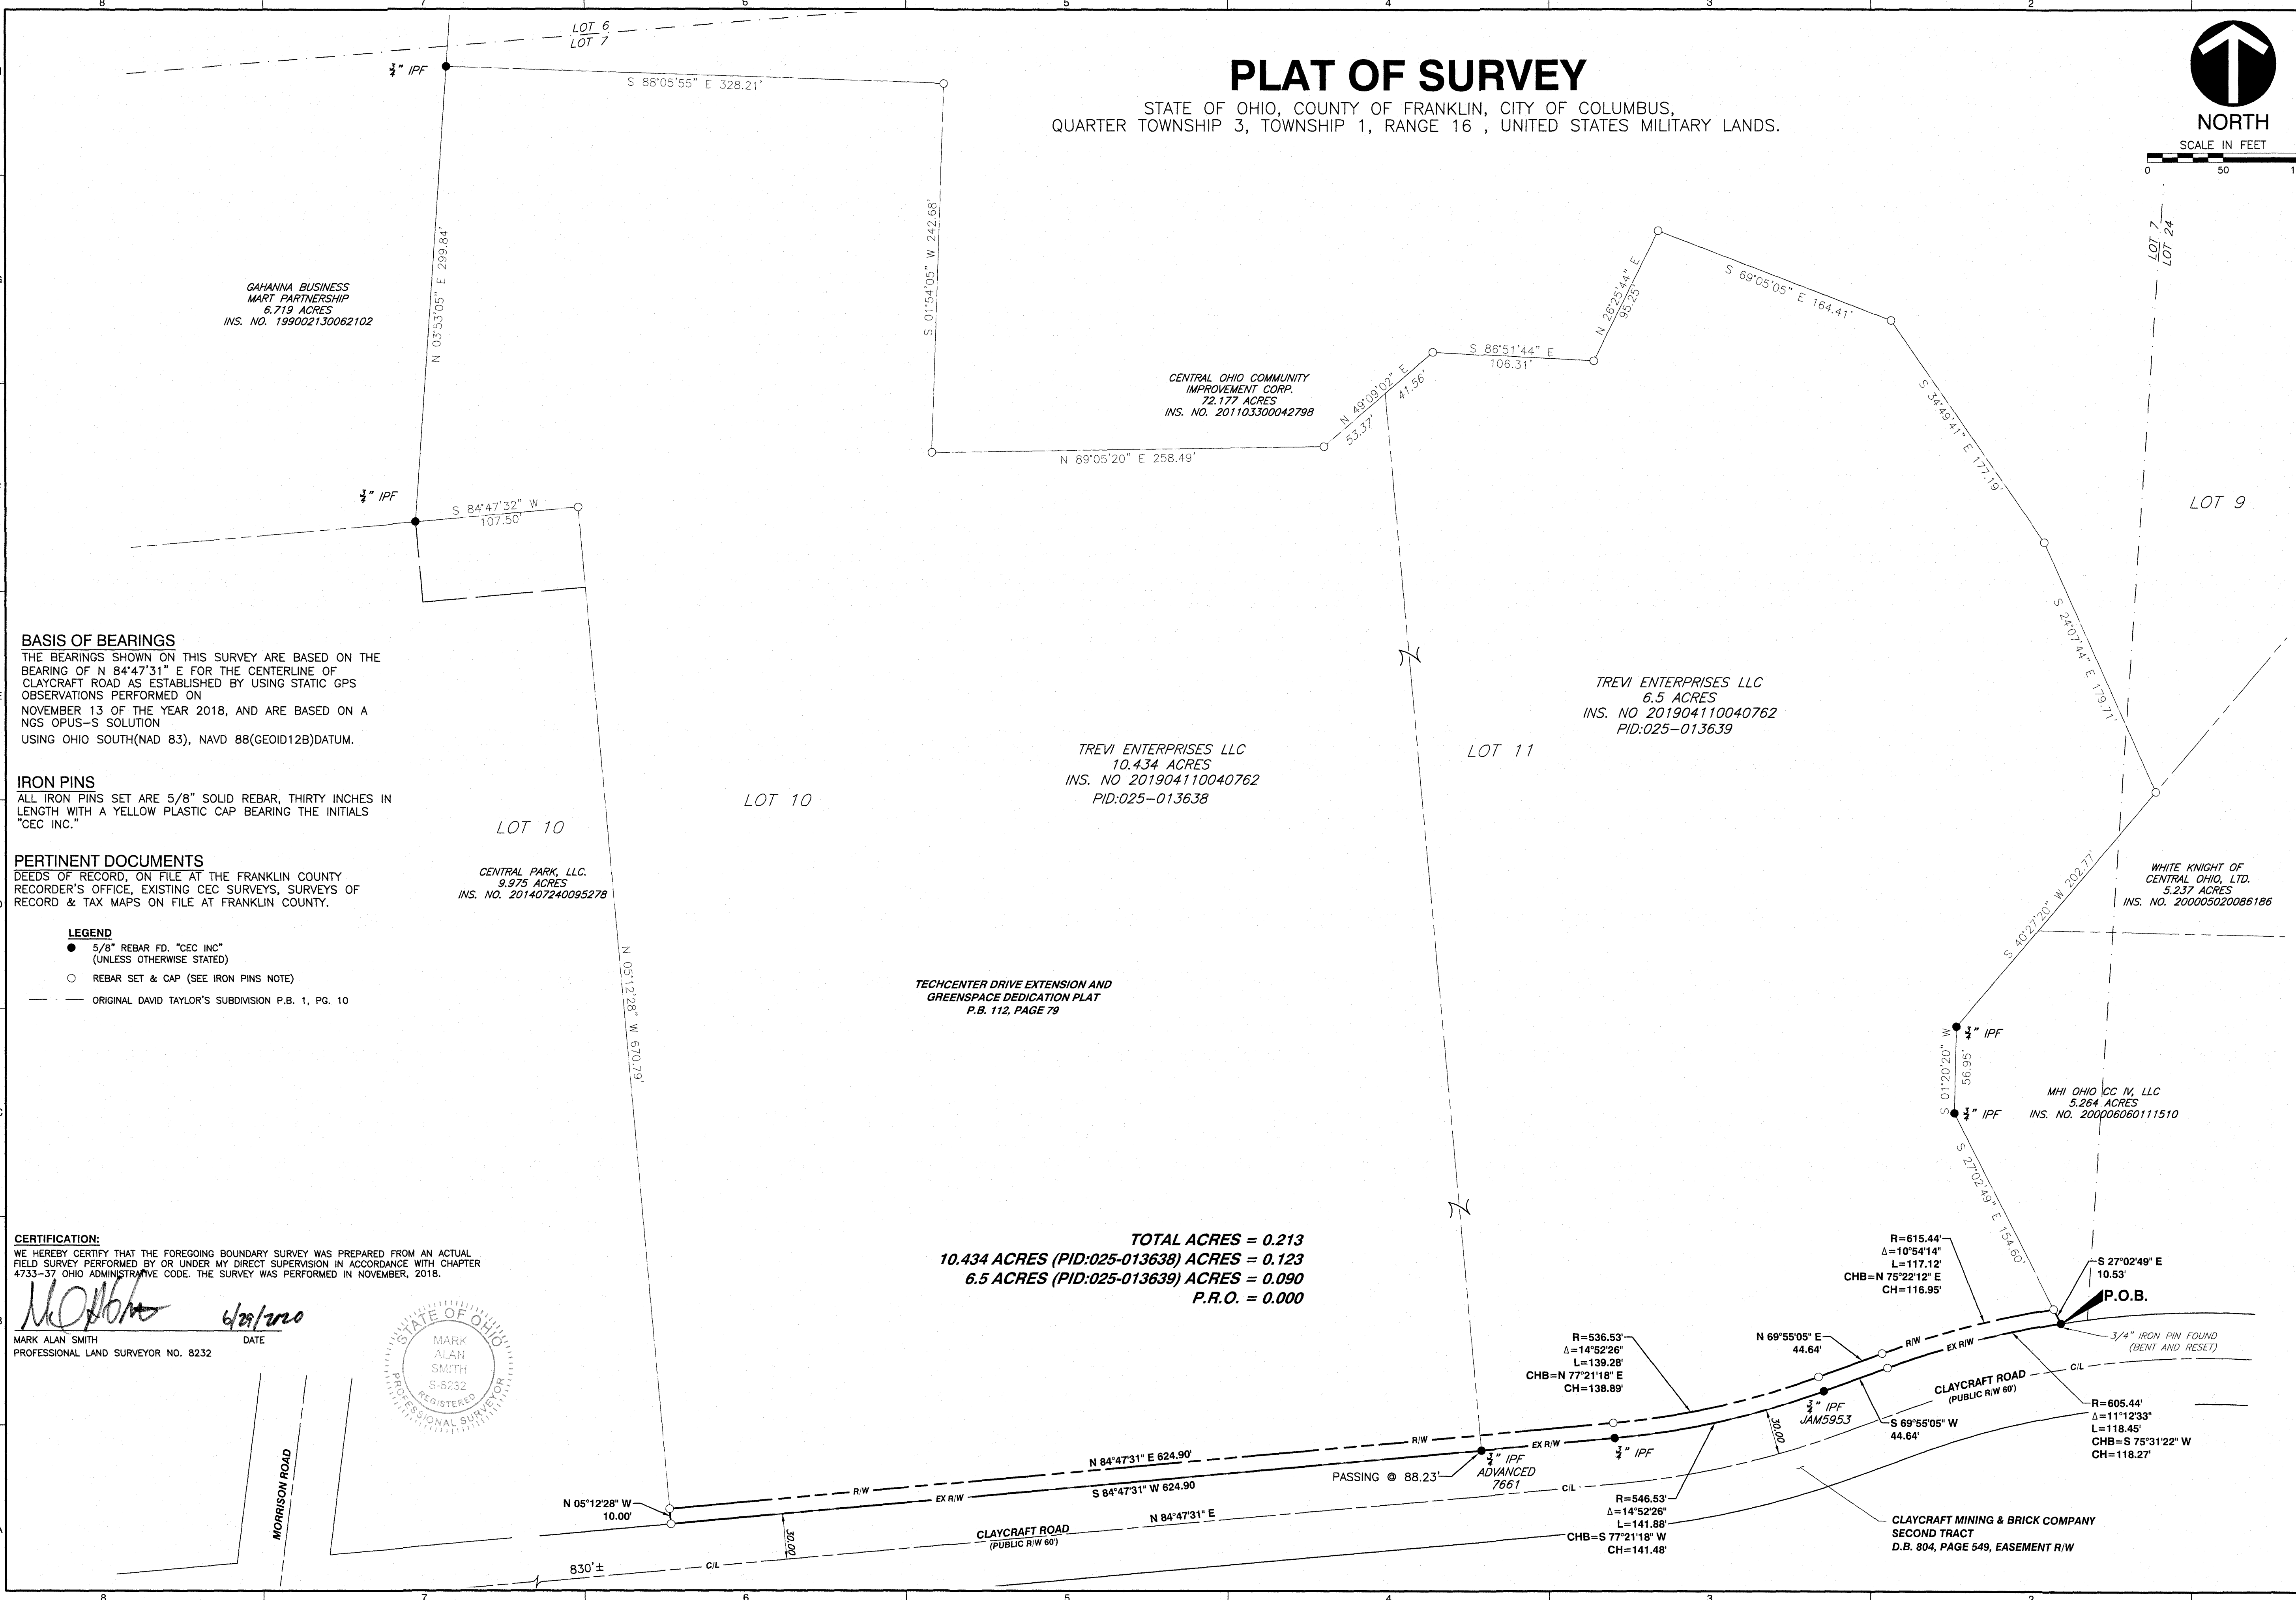 8 7 6 5 4 3 2
LOT 6
LOT 7
PLAT OF SURVEY
STATE OF OHIO, COUNTY OF FRANKLIN, CITY OF COLUMBUS,
QUARTER TOWNSHIP 3, TOWNSHIP 1, RANGE 16 , UNITED STATES MILITARY LANDS.
NORTH
SCALE IN FEET
0 50
3/4" IPF
S 88°05'55" E 328.21'
N 03°53'05" E 299.84'
S 01°54'05" W 242.68'
GAHANNA BUSINESS
MART PARTNERSHIP
6.719 ACRES
INS. NO. 199002130062102
LOT 7
LOT 24
N 26°25'44" E
95.25'
S 69°05'05" E 164.41'
S 86°51'44" E
106.31'
CENTRAL OHIO COMMUNITY
IMPROVEMENT CORP.
72.177 ACRES
INS. NO. 201103300042798
N 49°09'02" E
41.56'
53.37'
N 89°05'20" E 258.49'
S 34°49'41" E 177.19'
LOT 9
3/4" IPF
S 84°47'32" W
107.50'
S 24°07'44" E 179.71'
BASIS OF BEARINGS
THE BEARINGS SHOWN ON THIS SURVEY ARE BASED ON THE
BEARING OF N 84°47'31" E FOR THE CENTERLINE OF
CLAYCRAFT ROAD AS ESTABLISHED BY USING STATIC GPS
OBSERVATIONS PERFORMED ON
NOVEMBER 13 OF THE YEAR 2018, AND ARE BASED ON A
NGS OPUS-S SOLUTION
USING OHIO SOUTH(NAD 83), NAVD 88(GEOID12B)DATUM.
IRON PINS
ALL IRON PINS SET ARE 5/8" SOLID REBAR, THIRTY INCHES IN
LENGTH WITH A YELLOW PLASTIC CAP BEARING THE INITIALS
"CEC INC."
PERTINENT DOCUMENTS
DEEDS OF RECORD, ON FILE AT THE FRANKLIN COUNTY
RECORDER'S OFFICE, EXISTING CEC SURVEYS, SURVEYS OF
RECORD & TAX MAPS ON FILE AT FRANKLIN COUNTY.
LEGEND
5/8" REBAR FD. "CEC INC"
(UNLESS OTHERWISE STATED)
REBAR SET & CAP (SEE IRON PINS NOTE)
ORIGINAL DAVID TAYLOR'S SUBDIVISION P.B. 1, PG. 10
TREVI ENTERPRISES LLC
6.5 ACRES
INS. NO 201904110040762
PID:025-013639
TREVI ENTERPRISES LLC
10.434 ACRES
INS. NO 201904110040762
PID:025-013638
LOT 11
LOT 10
LOT 10
CENTRAL PARK, LLC.
9.975 ACRES
INS. NO. 201407240095278
N 05°12'28" W 670.79'
TECHCENTER DRIVE EXTENSION AND
GREENSPACE DEDICATION PLAT
P.B. 112, PAGE 79
S 40°27'20" W 202.77'
WHITE KNIGHT OF
CENTRAL OHIO, LTD.
5.237 ACRES
INS. NO. 200005020086186
3/4" IPF
S 01°20'20" W
56.95'
3/4" IPF
MHI OHIO CC IV, LLC
5.264 ACRES
INS. NO. 200006060111510
S 27°02'49" E 154.60'
TOTAL ACRES = 0.213
10.434 ACRES (PID:025-013638) ACRES = 0.123
6.5 ACRES (PID:025-013639) ACRES = 0.090
P.R.O. = 0.000
CERTIFICATION:
WE HEREBY CERTIFY THAT THE FOREGOING BOUNDARY SURVEY WAS PREPARED FROM AN ACTUAL
FIELD SURVEY PERFORMED BY OR UNDER MY DIRECT SUPERVISION IN ACCORDANCE WITH CHAPTER
4733-37 OHIO ADMINISTRATIVE CODE. THE SURVEY WAS PERFORMED IN NOVEMBER, 2018.
6/29/2020
MARK ALAN SMITH DATE
PROFESSIONAL LAND SURVEYOR NO. 8232
STATE OF OHIO
MARK
ALAN
SMITH
S-8232
REGISTERED
PROFESSIONAL SURVEYOR
R=615.44'
Δ=10°54'14"
L=117.12'
CHB=N 75°22'12" E
CH=116.95'
S 27°02'49" E
10.53'
P.O.B.
3/4" IRON PIN FOUND
(BENT AND RESET)
R=536.53'
Δ=14°52'26"
L=139.28'
CHB=N 77°21'18" E
CH=138.89'
N 69°55'05" E
44.64'
R/W
EX R/W
C/L
CLAYCRAFT ROAD
(PUBLIC R/W 60')
3/4" IPF
JAM5953
30.00
S 69°55'05" W
44.64'
R=605.44'
Δ=11°12'33"
L=118.45'
CHB=S 75°31'22" W
CH=118.27'
MORRISON ROAD
N 05°12'28" W
10.00'
R/W
EX R/W
N 84°47'31" E 624.90'
S 84°47'31" W 624.90
R/W
EX R/W
PASSING @ 88.23'
3/4" IPF
ADVANCED
7661
3/4" IPF
C/L
R=546.53'
Δ=14°52'26"
L=141.88'
CHB=S 77°21'18" W
CH=141.48'
30.00
CLAYCRAFT ROAD
(PUBLIC R/W 60')
N 84°47'31" E
830'±
C/L
CLAYCRAFT MINING & BRICK COMPANY
SECOND TRACT
D.B. 804, PAGE 549, EASEMENT R/W
8 7 6 5 4 3 2